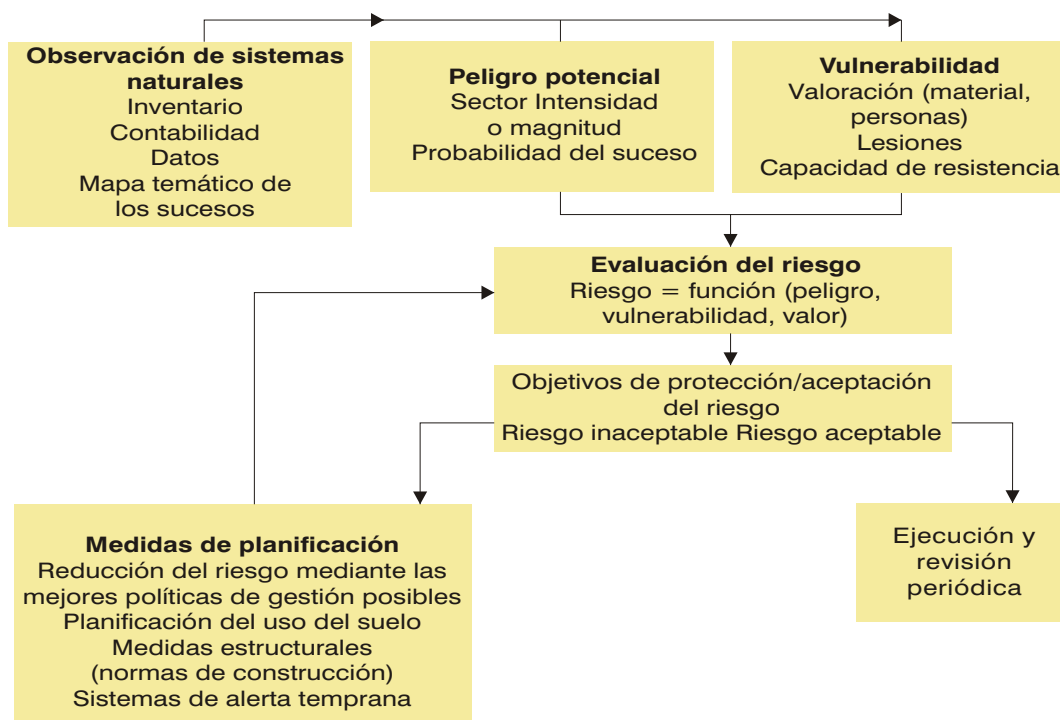 Observación de sistemas
naturales
Inventario
Contabilidad
Datos
Mapa temático de
los sucesos
Peligro potencial
Sector Intensidad
o magnitud
Probabilidad del suceso
Vulnerabilidad
Valoración (material,
personas)
Lesiones
Capacidad de resistencia
Evaluación del riesgo
Riesgo = función (peligro,
vulnerabilidad, valor)
Objetivos de protección/aceptación
del riesgo
Riesgo inaceptable Riesgo aceptable
Medidas de planificación
Reducción del riesgo mediante las
mejores políticas de gestión posibles
Planificación del uso del suelo
Medidas estructurales
(normas de construcción)
Sistemas de alerta temprana
Ejecución y
revisión
periódica